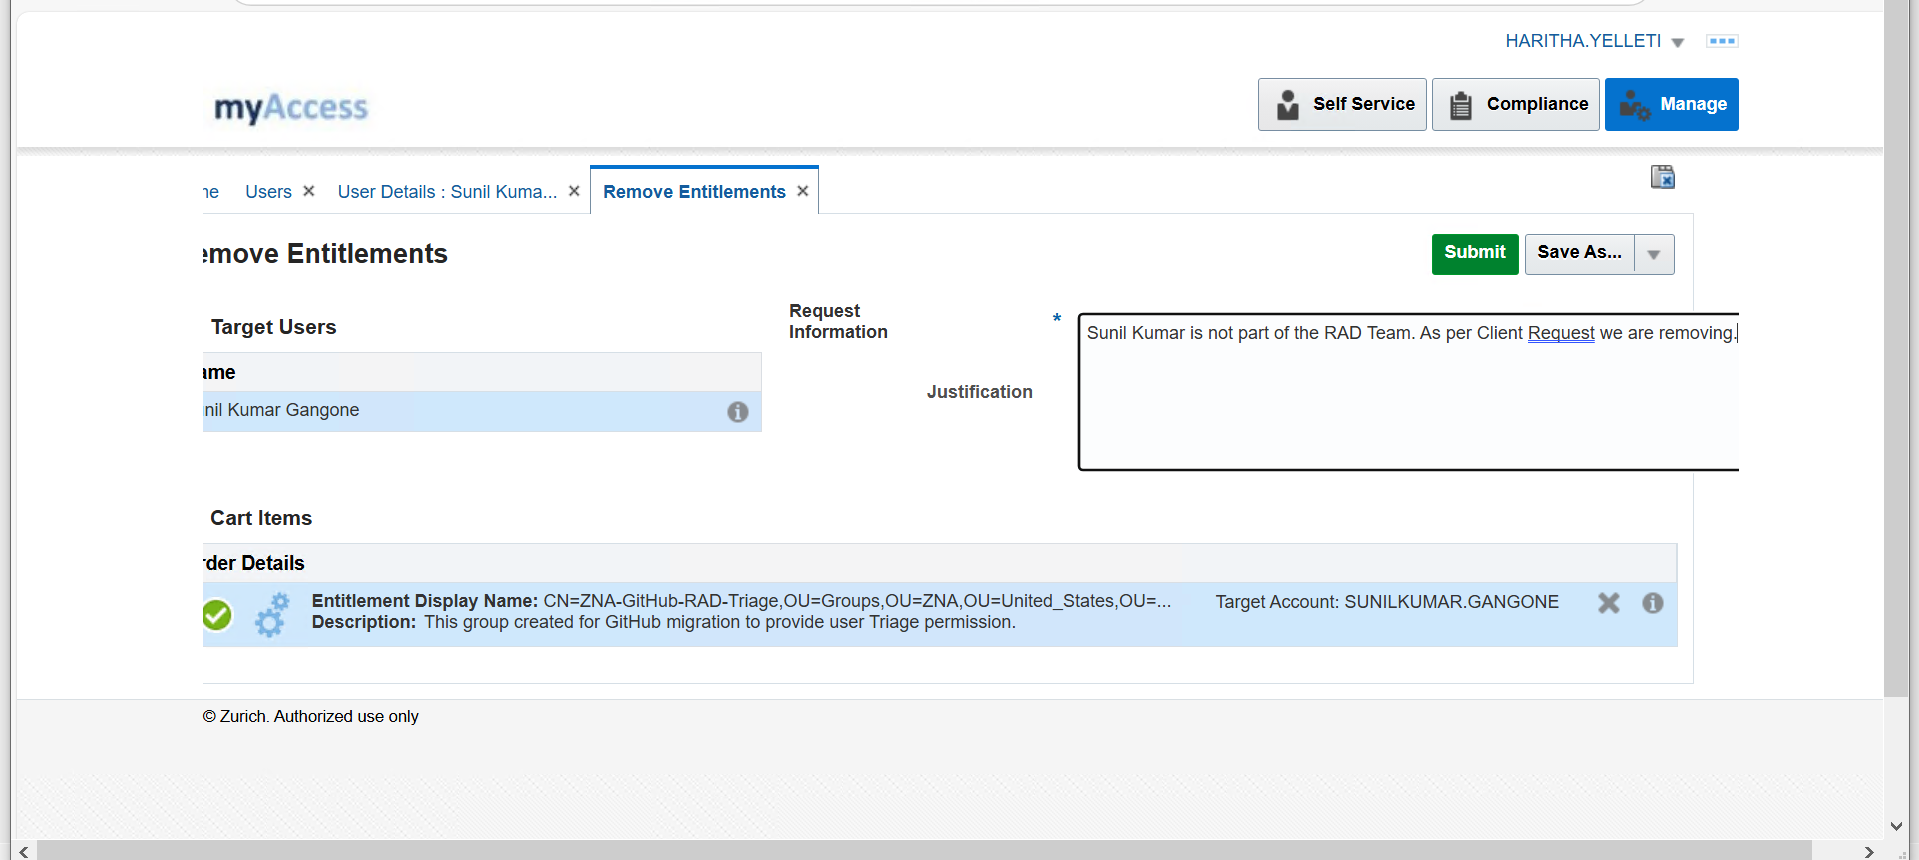 HARITHA.YELLETI
myAccess
Self Service
Compliance
Manage
ne
Users
User Details : Sunil Kuma...
Remove Entitlements
emove Entitlements
Submit
Save As...
Request
Information
*
Target Users
Sunil Kumar is not part of the RAD Team. As per Client Request we are removing.
ame
Justification
nil Kumar Gangone
Cart Items
rder Details
Entitlement Display Name: CN=ZNA-GitHub-RAD-Triage,OU=Groups,OU=ZNA,OU=United_States,OU=...
Target Account: SUNILKUMAR.GANGONE
Description: This group created for GitHub migration to provide user Triage permission.
© Zurich. Authorized use only